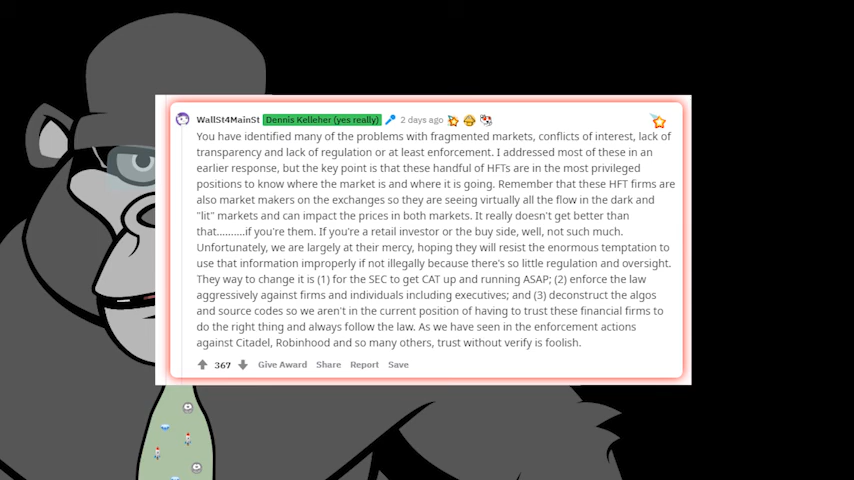 WallSt4MainSt Dennis Kelleher (yes really) 2 days ago
You have identified many of the problems with fragmented markets, conflicts of interest, lack of
transparency and lack of regulation or at least enforcement. I addressed most of these in an
earlier response, but the key point is that these handful of HFTs are in the most privileged
positions to know where the market is and where it is going. Remember that these HFT firms are
also market makers on the exchanges so they are seeing virtually all the flow in the dark and
"lit" markets and can impact the prices in both markets. It really doesn't get better than
that..........if you're them. If you're a retail investor or the buy side, well, not such much.
Unfortunately, we are largely at their mercy, hoping they will resist the enormous temptation to
use that information improperly if not illegally because there's so little regulation and oversight.
They way to change it is (1) for the SEC to get CAT up and running ASAP; (2) enforce the law
aggressively against firms and individuals including executives; and (3) deconstruct the algos
and source codes so we aren't in the current position of having to trust these financial firms to
do the right thing and always follow the law. As we have seen in the enforcement actions
against Citadel, Robinhood and so many others, trust without verify is foolish.
367 Give Award Share Report Save